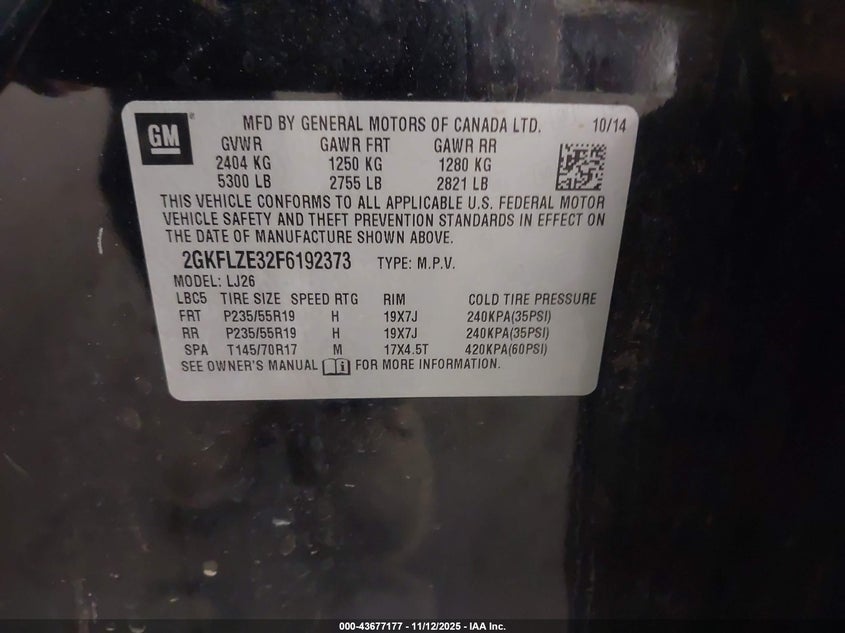 GM
MFD BY GENERAL MOTORS OF CANADA LTD. 10/14
GVWR GAWR FRT GAWR RR
2404 KG 1250 KG 1280 KG
5300 LB 2755 LB 2821 LB
THIS VEHICLE CONFORMS TO ALL APPLICABLE U.S. FEDERAL MOTOR
VEHICLE SAFETY AND THEFT PREVENTION STANDARDS IN EFFECT ON
THE DATE OF MANUFACTURE SHOWN ABOVE.
2GKFLZE32F6192373 TYPE: M.P.V.
MODEL: LJ26
LBC5 TIRE SIZE SPEED RTG RIM COLD TIRE PRESSURE
FRT P235/55R19 H 19X7J 240KPA(35PSI)
RR P235/55R19 H 19X7J 240KPA(35PSI)
SPA T145/70R17 M 17X4.5T 420KPA(60PSI)
SEE OWNER'S MANUAL FOR MORE INFORMATION.
000-43677177 - 11/12/2025 - IAA Inc.